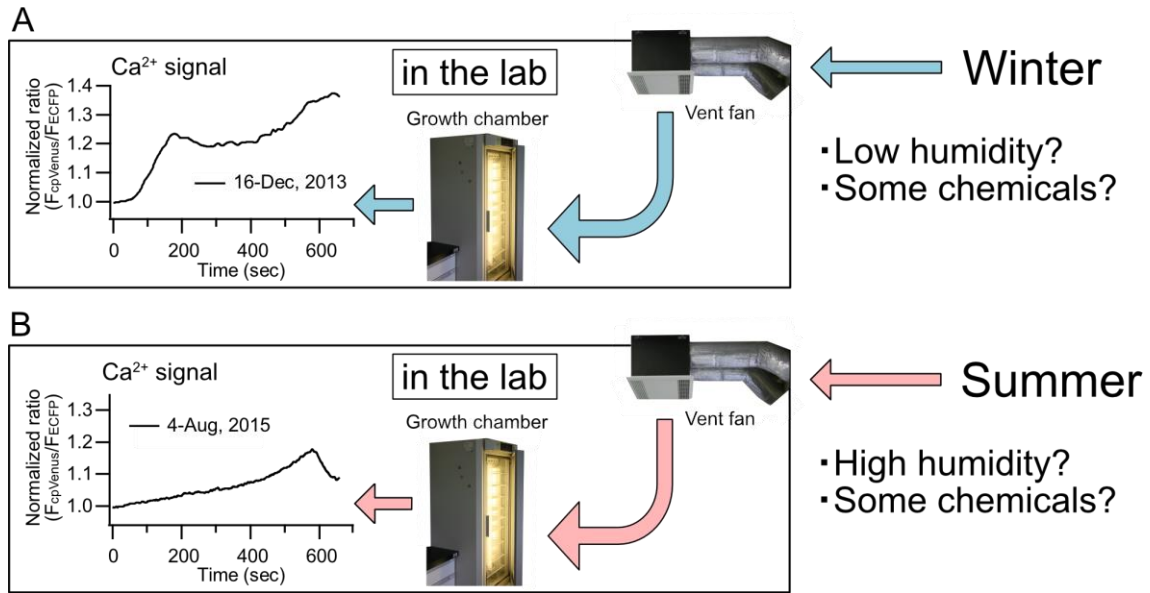 A
Ca²⁺ signal
Normalized ratio
(FcpVenus/FECFP)
1.4
1.3
1.2
1.1
1.0
16-Dec, 2013
0 200 400 600
Time (sec)
in the lab
Growth chamber
Vent fan
Winter
・Low humidity?
・Some chemicals?
B
Ca²⁺ signal
Normalized ratio
(FcpVenus/FECFP)
1.3
1.2
1.1
1.0
4-Aug, 2015
0 200 400 600
Time (sec)
in the lab
Growth chamber
Vent fan
Summer
・High humidity?
・Some chemicals?